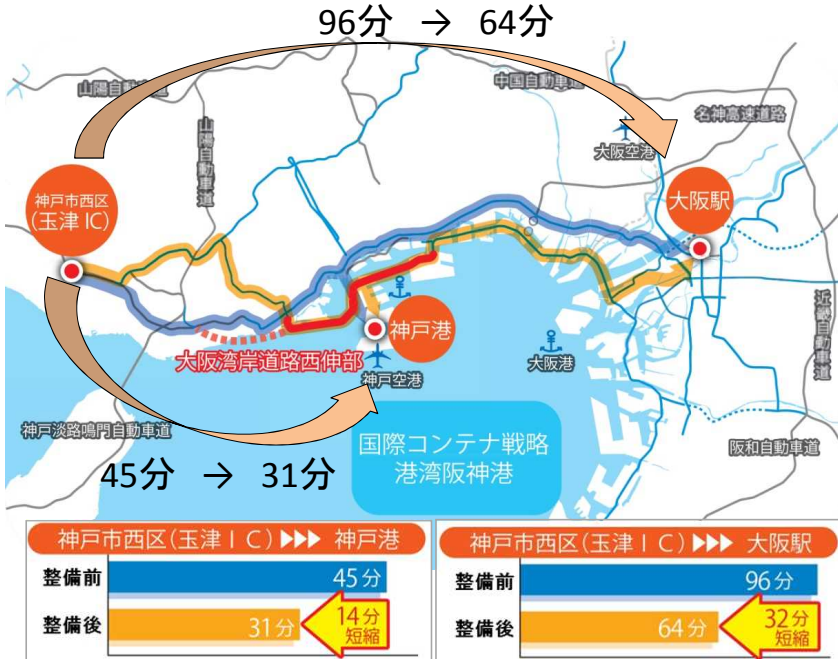 96分 → 64分
山陽自動車道
中国自動車道
名神高速道路
山陽自動車道
大阪空港
神戸市西区
(玉津 IC)
大阪駅
神戸港
大阪湾岸道路西伸部
神戸空港
大阪港
近畿自動車道
神戸淡路鳴門自動車道
阪和自動車道
国際コンテナ戦略
港湾阪神港
45分 → 31分
神戸市西区(玉津ⅠC)▶▶▶ 神戸港
整備前
45分
整備後
31分
14分
短縮
神戸市西区(玉津ⅠC)▶▶▶ 大阪駅
整備前
96分
整備後
64分
32分
短縮